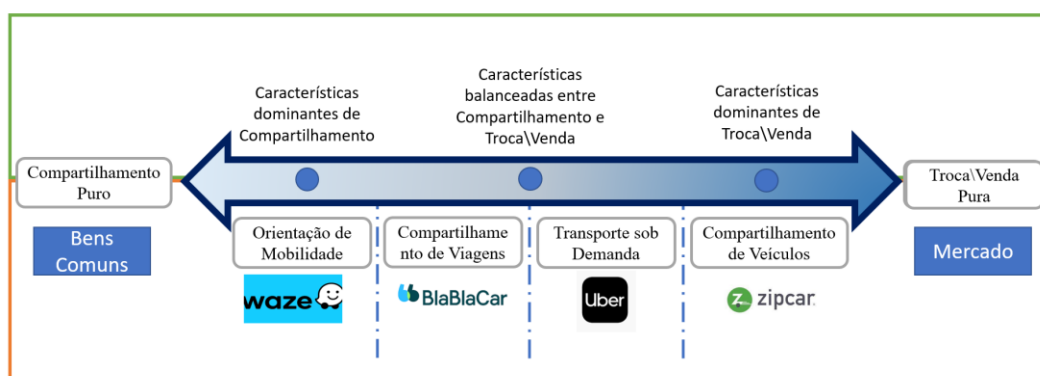 Características
dominantes de
Compartilhamento
Características
balanceadas entre
Compartilhamento e
Troca\Venda
Características
dominantes de
Troca\Venda
Compartilhamento
Puro
Troca\Venda
Pura
Bens
Comuns
Orientação de
Mobilidade
Compartilhame
nto de Viagens
Transporte sob
Demanda
Compartilhamento
de Veículos
Mercado
waze
BlaBlaCar
Uber
Z zipcar.